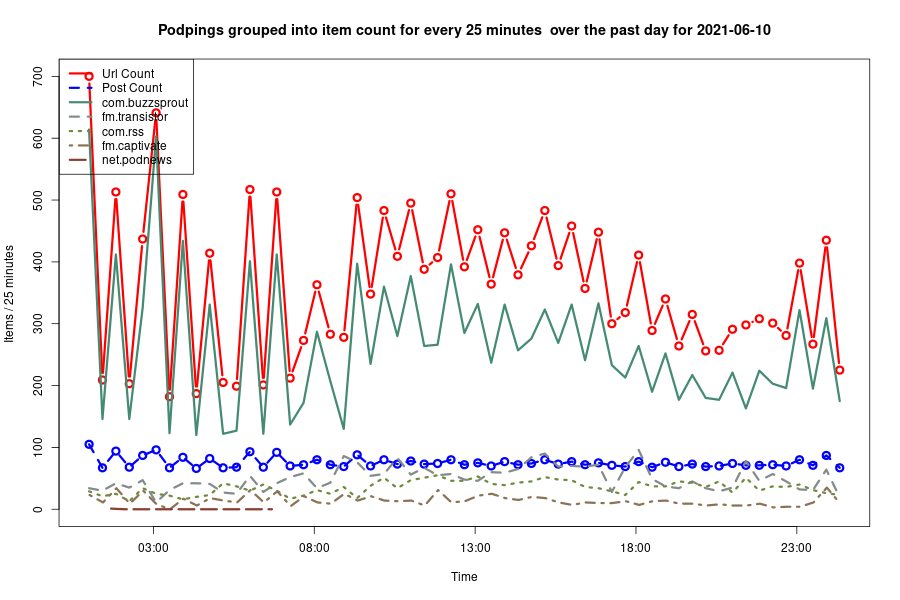 Podpings grouped into item count for every 25 minutes  over the past day for 2021-06-10
Url Count
Post Count
com.buzzsprout
fm.transistor
com.rss
fm.captivate
net.podnews
Items / 25 minutes
700
600
500
400
300
200
100
0
03:00
08:00
13:00
18:00
23:00
Time